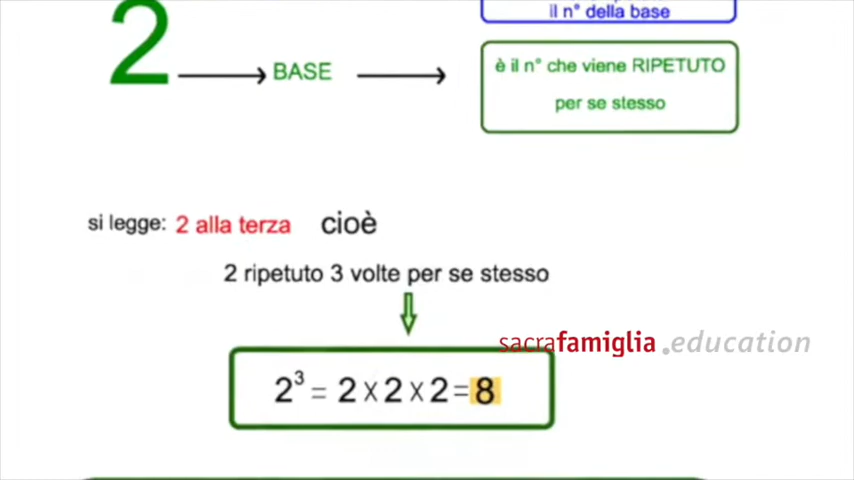 il n° della base
2
BASE
è il n° che viene RIPETUTO
per se stesso
si legge: 2 alla terza cioè
2 ripetuto 3 volte per se stesso
sacrafamiglia.education
2³ = 2 x 2 x 2 = 8